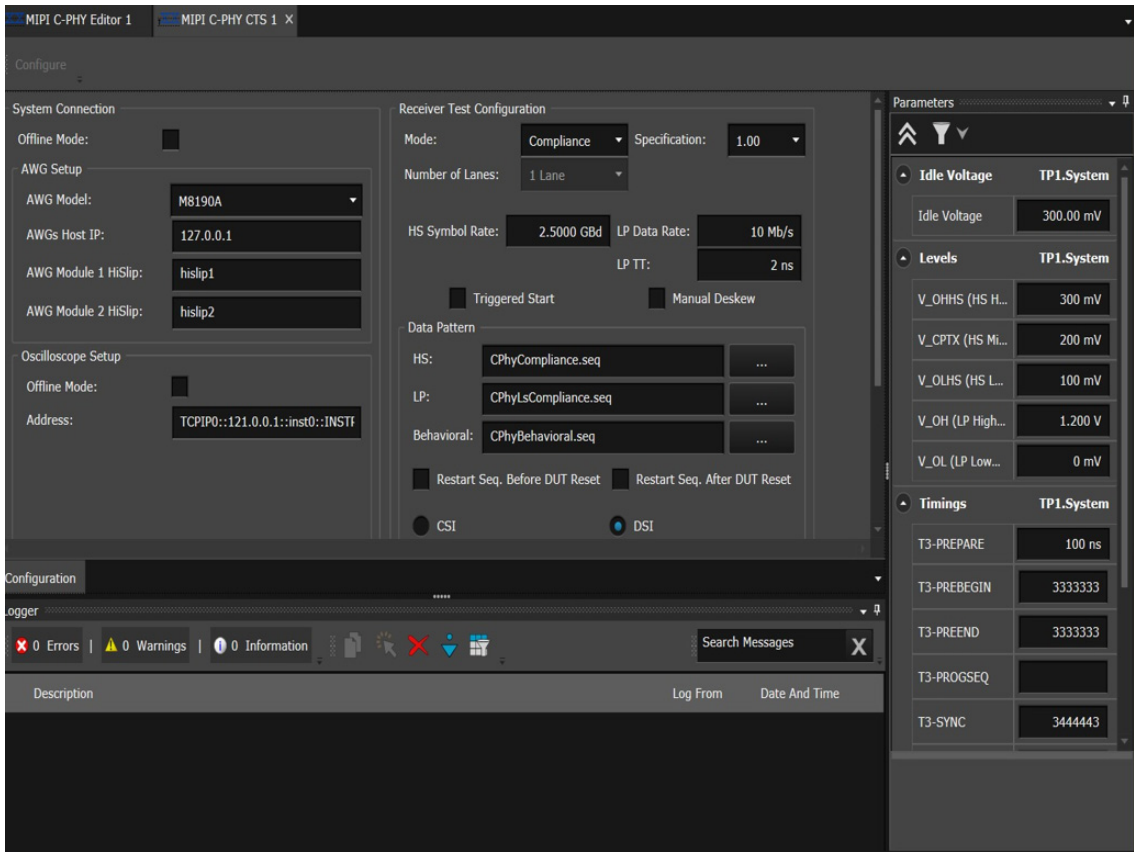 MIPI C-PHY Editor 1
MIPI C-PHY CTS 1 X
Configure
System Connection
Offline Mode:
AWG Setup
AWG Model: M8190A
AWGs Host IP: 127.0.0.1
AWG Module 1 HiSlip: hislip1
AWG Module 2 HiSlip: hislip2
Oscilloscope Setup
Offline Mode:
Address: TCPIP0::121.0.0.1::inst0::INSTF
Receiver Test Configuration
Mode: Compliance Specification: 1.00
Number of Lanes: 1 Lane
HS Symbol Rate: 2.5000 GBd LP Data Rate: 10 Mb/s
LP TT: 2 ns
Triggered Start Manual Deskew
Data Pattern
HS: CPhyCompliance.seq ...
LP: CPhyLsCompliance.seq ...
Behavioral: CPhyBehavioral.seq ...
Restart Seq. Before DUT Reset Restart Seq. After DUT Reset
CSI DSI
Parameters
Idle Voltage TP1.System
Idle Voltage 300.00 mV
Levels TP1.System
V_OHHS (HS H... 300 mV
V_CPTX (HS Mi... 200 mV
V_OLHS (HS L... 100 mV
V_OH (LP High... 1.200 V
V_OL (LP Low... 0 mV
Timings TP1.System
T3-PREPARE 100 ns
T3-PREBEGIN 3333333
T3-PREEND 3333333
T3-PROGSEQ
T3-SYNC 3444443
Configuration
Logger
0 Errors | 0 Warnings | 0 Information Search Messages X
Description Log From Date And Time